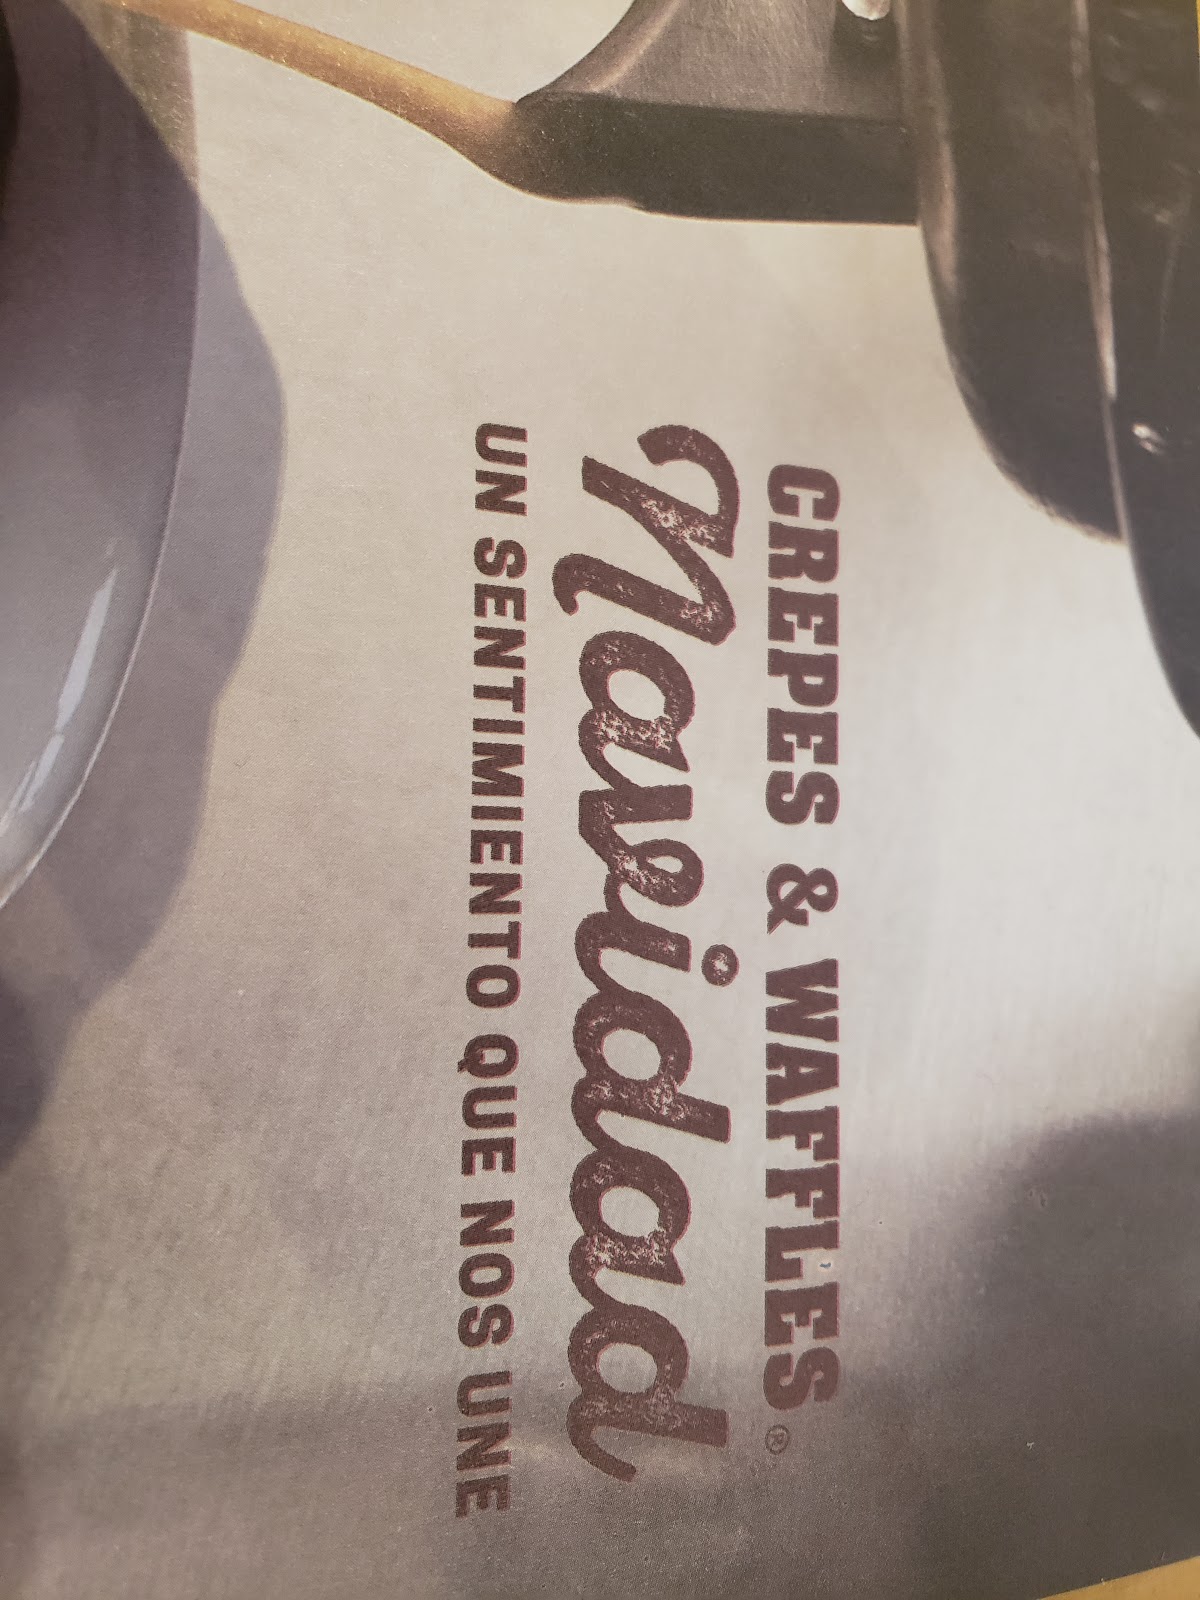 CREPES & WAFFLES®
Navidad
UN SENTIMIENTO QUE NOS UNE